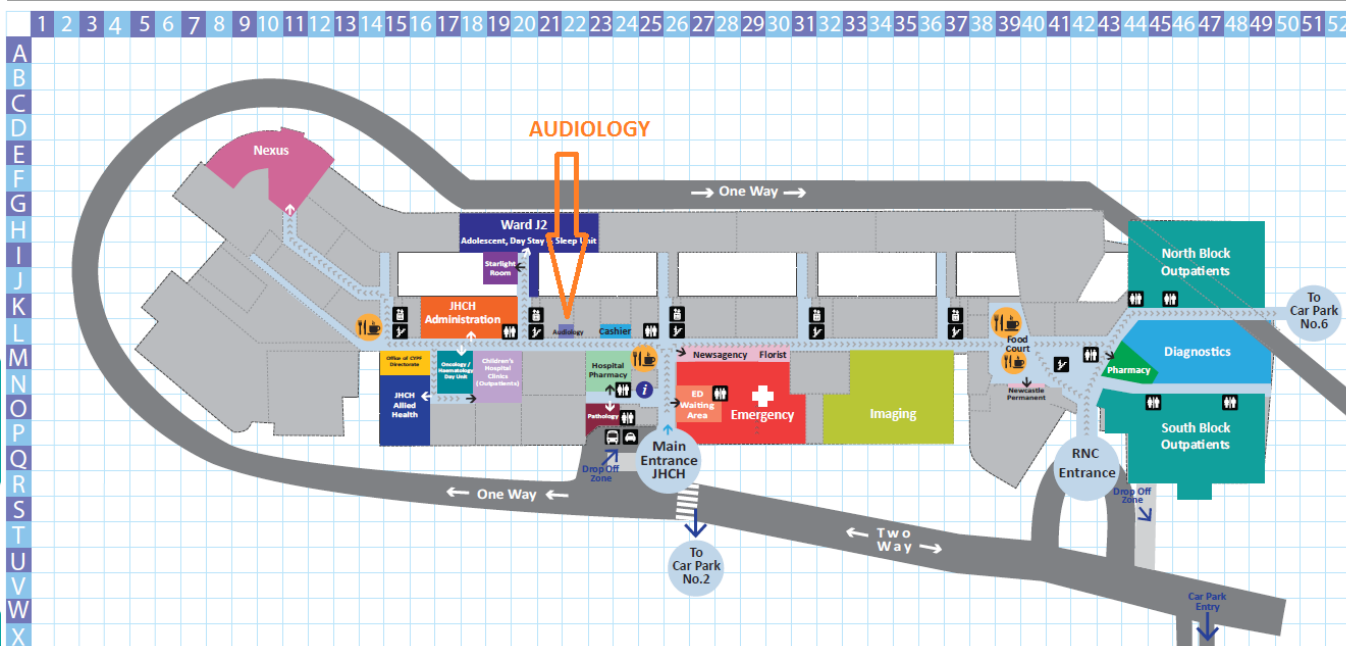 1 2 3 4 5 6 7 8 9 10 11 12 13 14 15 16 17 18 19 20 21 22 23 24 25 26 27 28 29 30 31 32 33 34 35 36 37 38 39 40 41 42 43 44 45 46 47 48 49 50 51 52
A
B
C
D
E
F
G
H
I
J
K
L
M
N
O
P
Q
R
S
T
U
V
W
X
AUDIOLOGY
Nexus
One Way
Ward J2
Adolescent, Day Stay Sleep Unit
Starlight
Room
North Block
Outpatients
JHCH
Administration
Audiology
Cashier
To
Car Park
No.6
Food
Court
Office of CYPF
Directorate
Oncology /
Haematology
Day Unit
Children's
Hospital
Clinics
(Outpatients)
Hospital
Pharmacy
i
Newsagency
Florist
Diagnostics
Pharmacy
Newcastle
Permanent
JHCH
Allied
Health
Pathology
ED
Waiting
Area
Emergency
Imaging
South Block
Outpatients
Main
Entrance
JHCH
RNC
Entrance
Drop Off
Zone
Drop Off
Zone
One Way
Two
Way
To
Car Park
No.2
Car Park
Entry